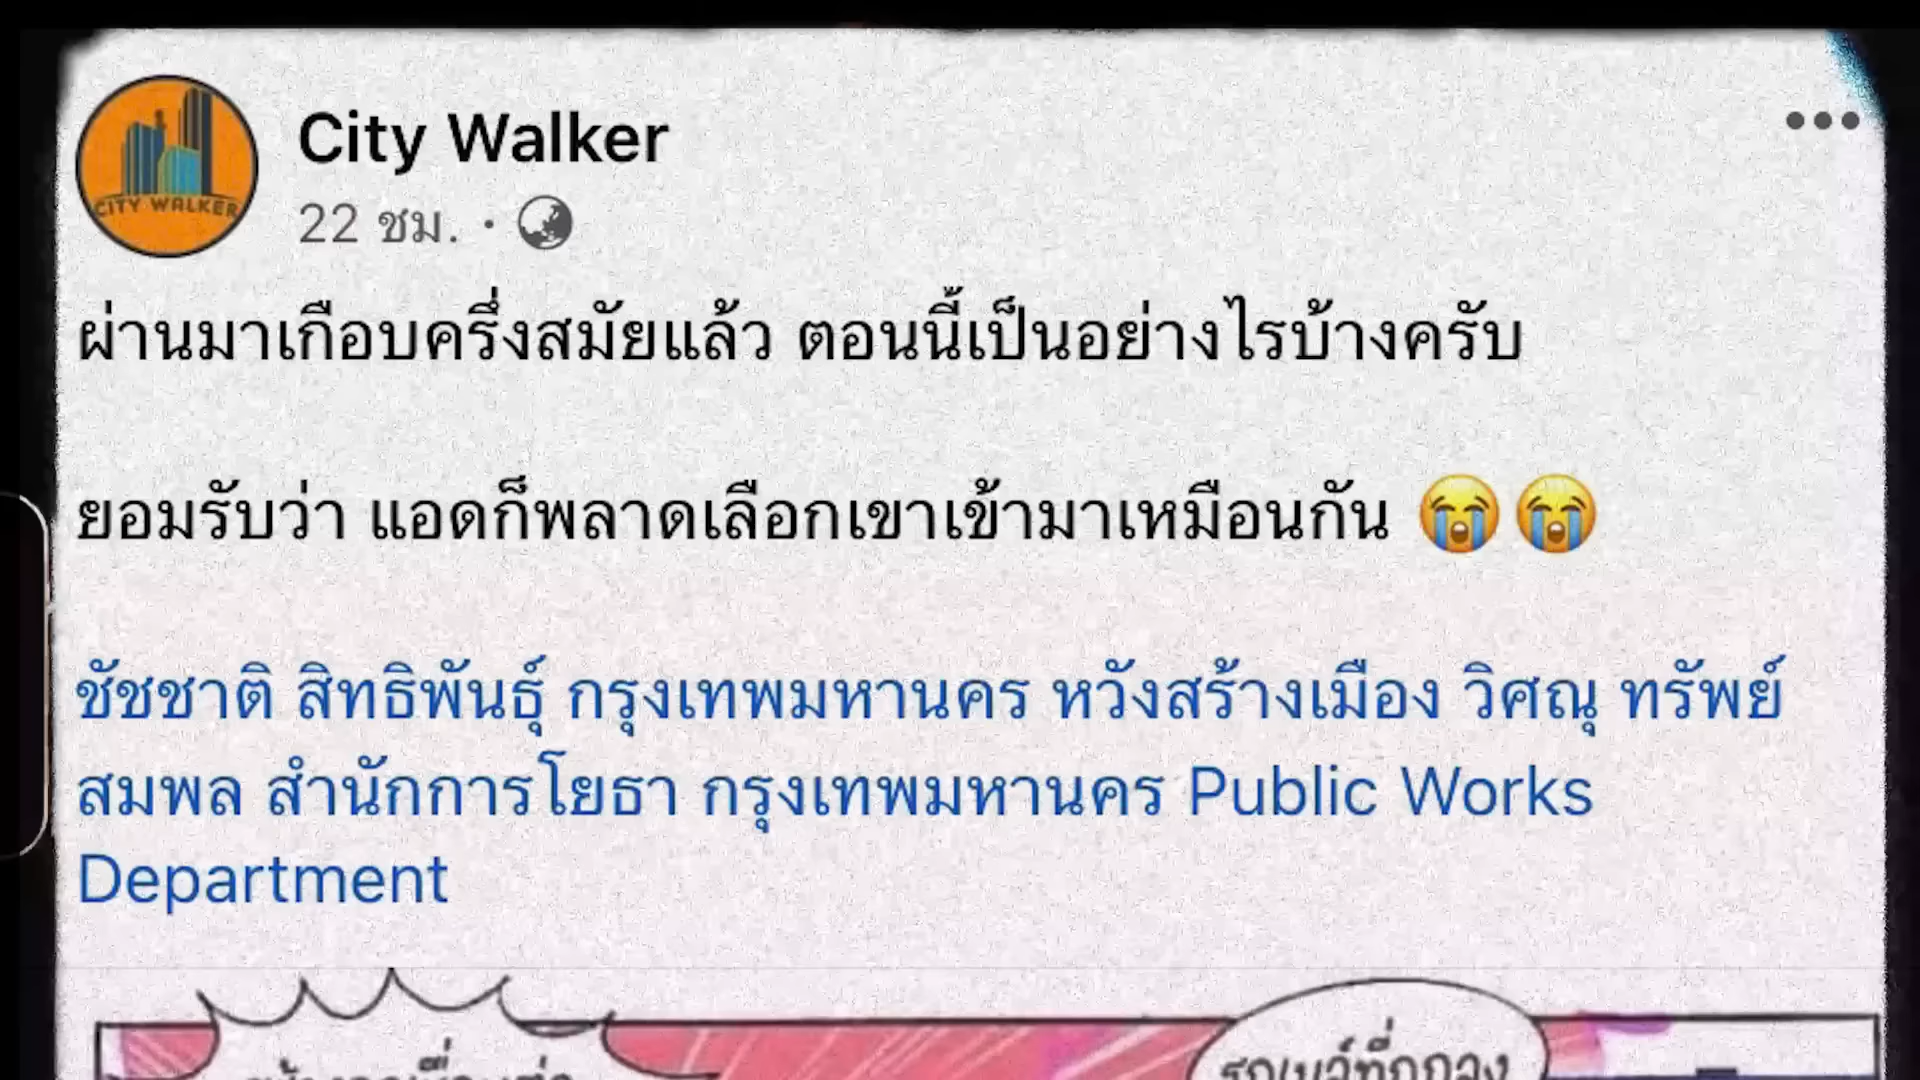 CITY WALKER
City Walker
22 ชม. ·
ผ่านมาเกือบครึ่งสมัยแล้ว ตอนนี้เป็นอย่างไรบ้างครับ
ยอมรับว่า แอดก็พลาดเลือกเขาเข้ามาเหมือนกัน 😭😭
ชัชชาติ สิทธิพันธุ์ กรุงเทพมหานคร หวังสร้างเมือง วิศณุ ทรัพย์
สมพล สำนักการโยธา กรุงเทพมหานคร Public Works
Department